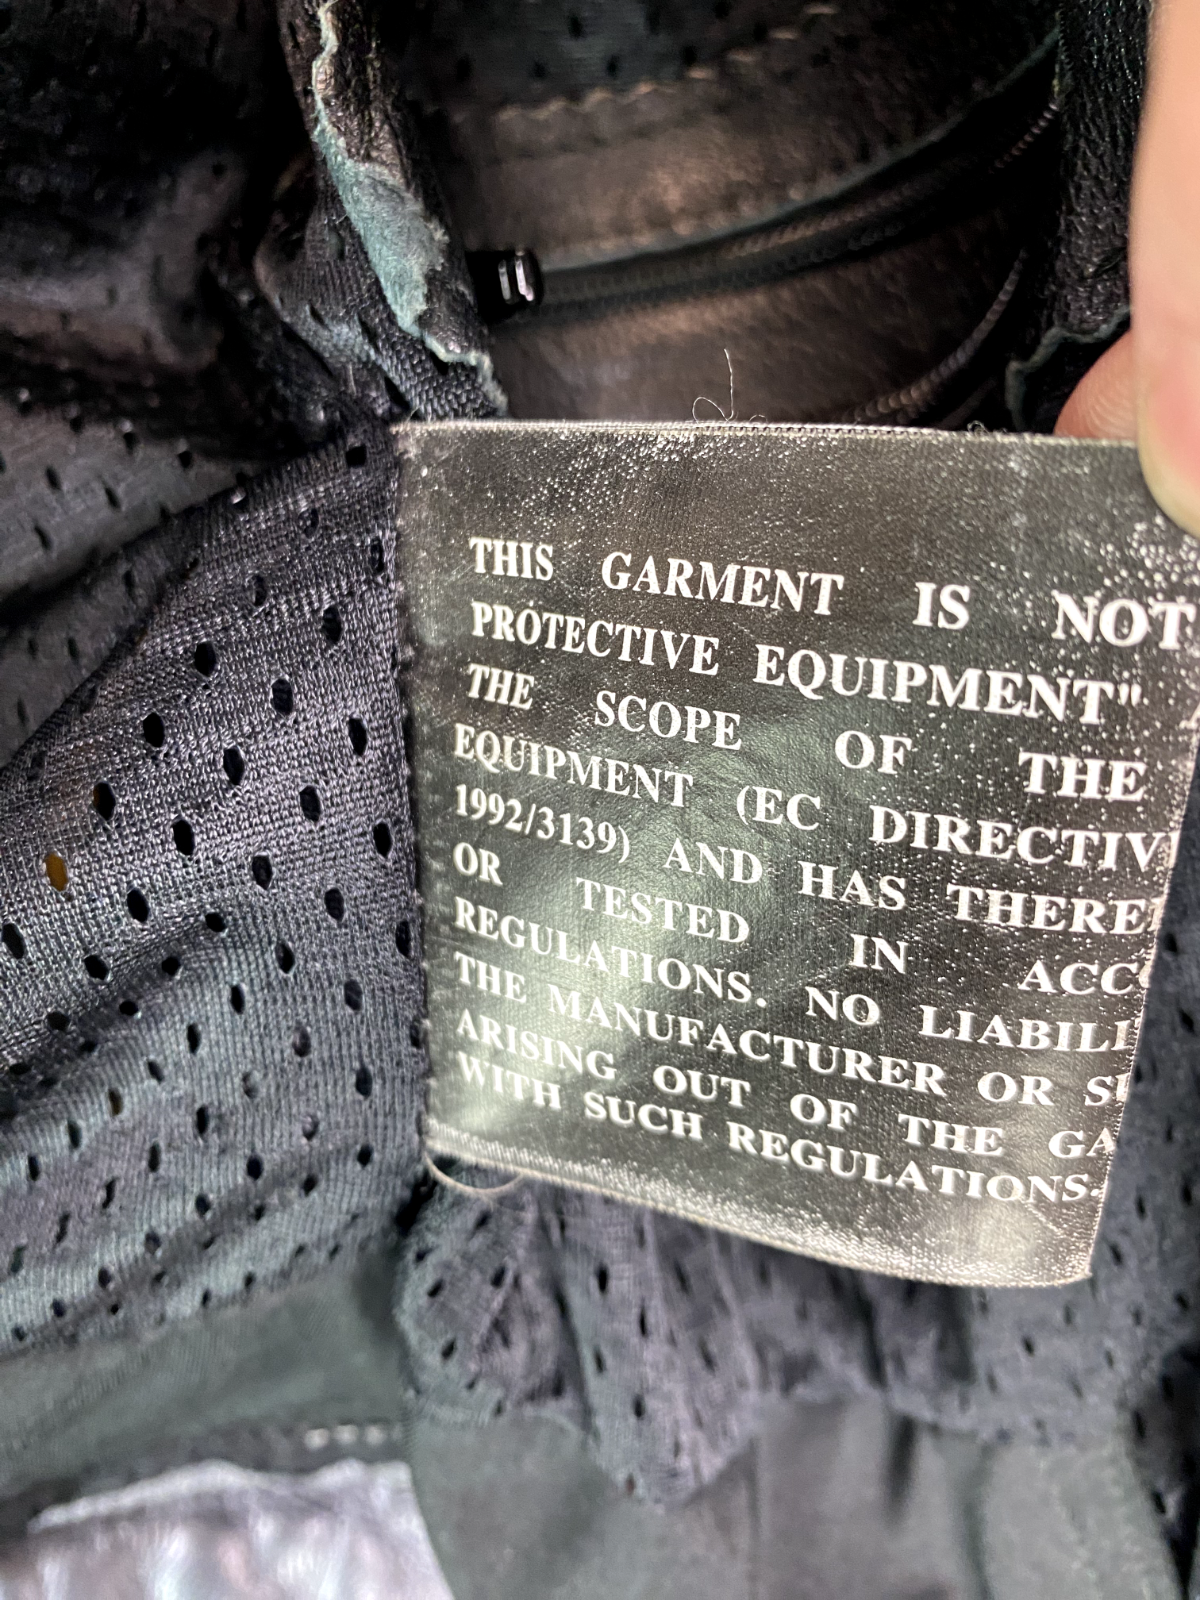 THIS GARMENT IS NOT
PROTECTIVE EQUIPMENT"
THE SCOPE OF THE
EQUIPMENT (EC DIRECTIV
1992/3139) AND HAS THERE
OR TESTED IN ACC
REGULATIONS. NO LIABILI
THE MANUFACTURER OR S
ARISING OUT OF THE GA
WITH SUCH REGULATIONS.